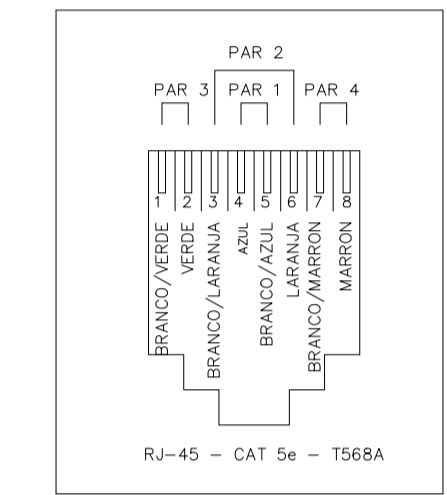 PAR 2
PAR 3 PAR 1 PAR 4
1 2 3 4 5 6 7 8
BRANCO/VERDE
VERDE
BRANCO/LARANJA
AZUL
BRANCO/AZUL
LARANJA
BRANCO/MARRON
MARRON
RJ-45 - CAT 5e - T568A